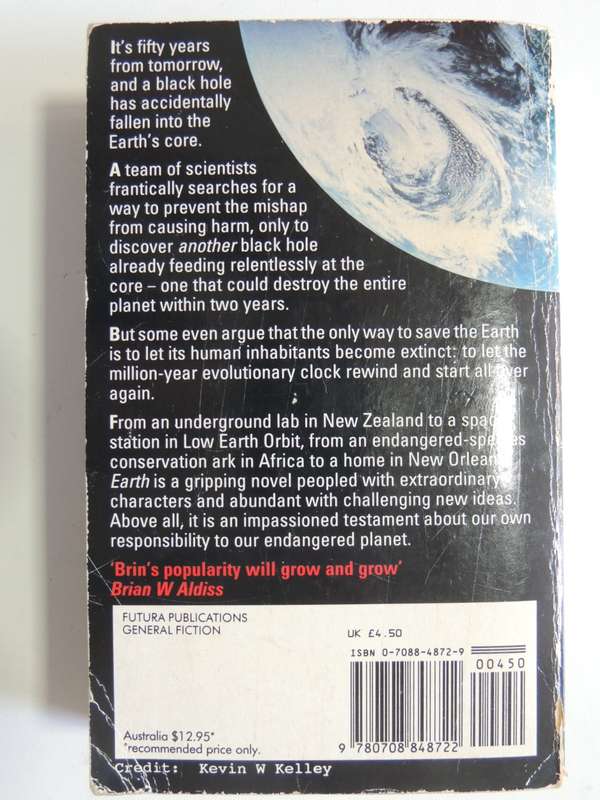 It's fifty years
from tomorrow,
and a black hole
has accidentally
fallen into the
Earth's core.
A team of scientists
frantically searches for a
way to prevent the mishap
from causing harm, only to
discover another black hole
already feeding relentlessly at the
core – one that could destroy the entire
planet within two years.
But some even argue that the only way to save the Earth
is to let its human inhabitants become extinct: to let the
million-year evolutionary clock rewind and start all over
again.
From an underground lab in New Zealand to a space
station in Low Earth Orbit, from an endangered-species
conservation ark in Africa to a home in New Orleans,
Earth is a gripping novel peopled with extraordinary
characters and abundant with challenging new ideas.
Above all, it is an impassioned testament about our own
responsibility to our endangered planet.
'Brin's popularity will grow and grow'
Brian W Aldiss
FUTURA PUBLICATIONS
GENERAL FICTION
UK £4.50
ISBN 0-7088-4872-9
00450
Australia $12.95*
*recommended price only.
9 780708 848722
Credit: Kevin W Kelley